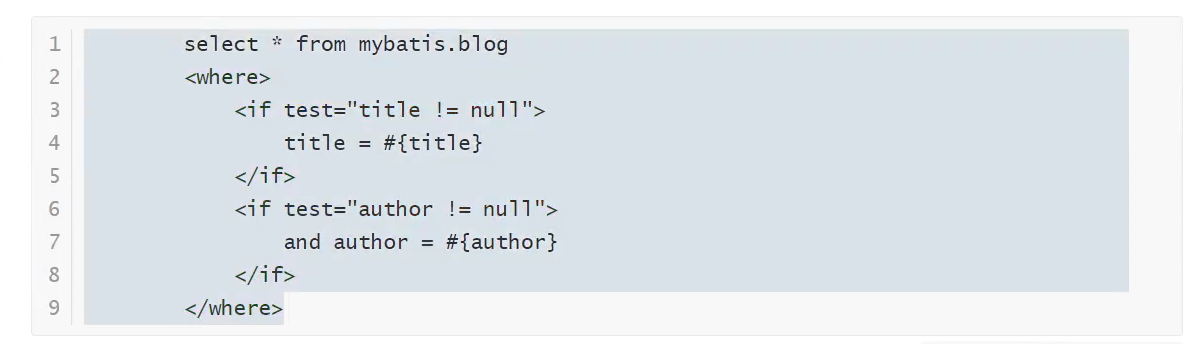 1 select * from mybatis.blog
2 <where>
3 <if test="title != null">
4 title = #{title}
5 </if>
6 <if test="author != null">
7 and author = #{author}
8 </if>
9 </where>